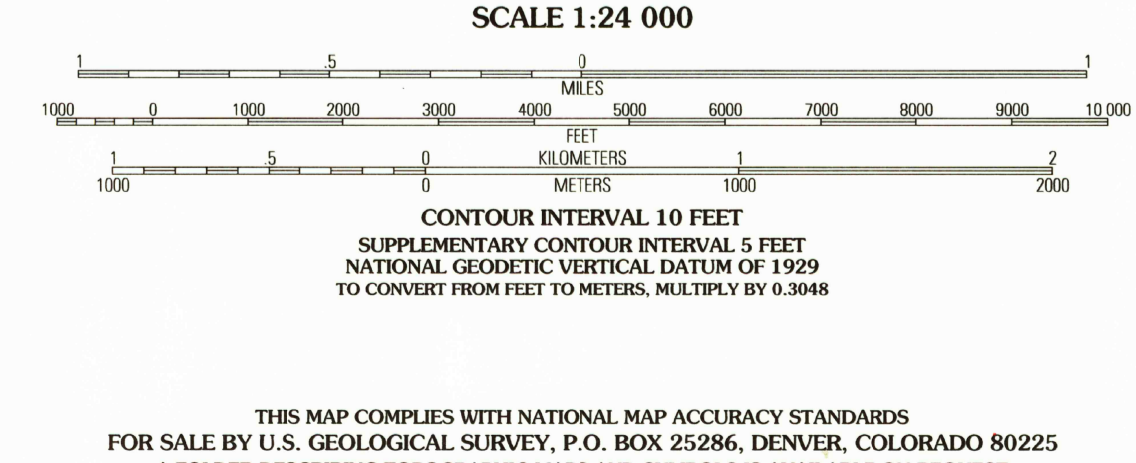 SCALE 1:24 000
1 .5 0 1
MILES
1000 0 1000 2000 3000 4000 5000 6000 7000 8000 9000 10 000
FEET
1 .5 0 KILOMETERS 1 2
1000 0 METERS 1000 2000
CONTOUR INTERVAL 10 FEET
SUPPLEMENTARY CONTOUR INTERVAL 5 FEET
NATIONAL GEODETIC VERTICAL DATUM OF 1929
TO CONVERT FROM FEET TO METERS, MULTIPLY BY 0.3048
THIS MAP COMPLIES WITH NATIONAL MAP ACCURACY STANDARDS
FOR SALE BY U.S. GEOLOGICAL SURVEY, P.O. BOX 25286, DENVER, COLORADO 80225